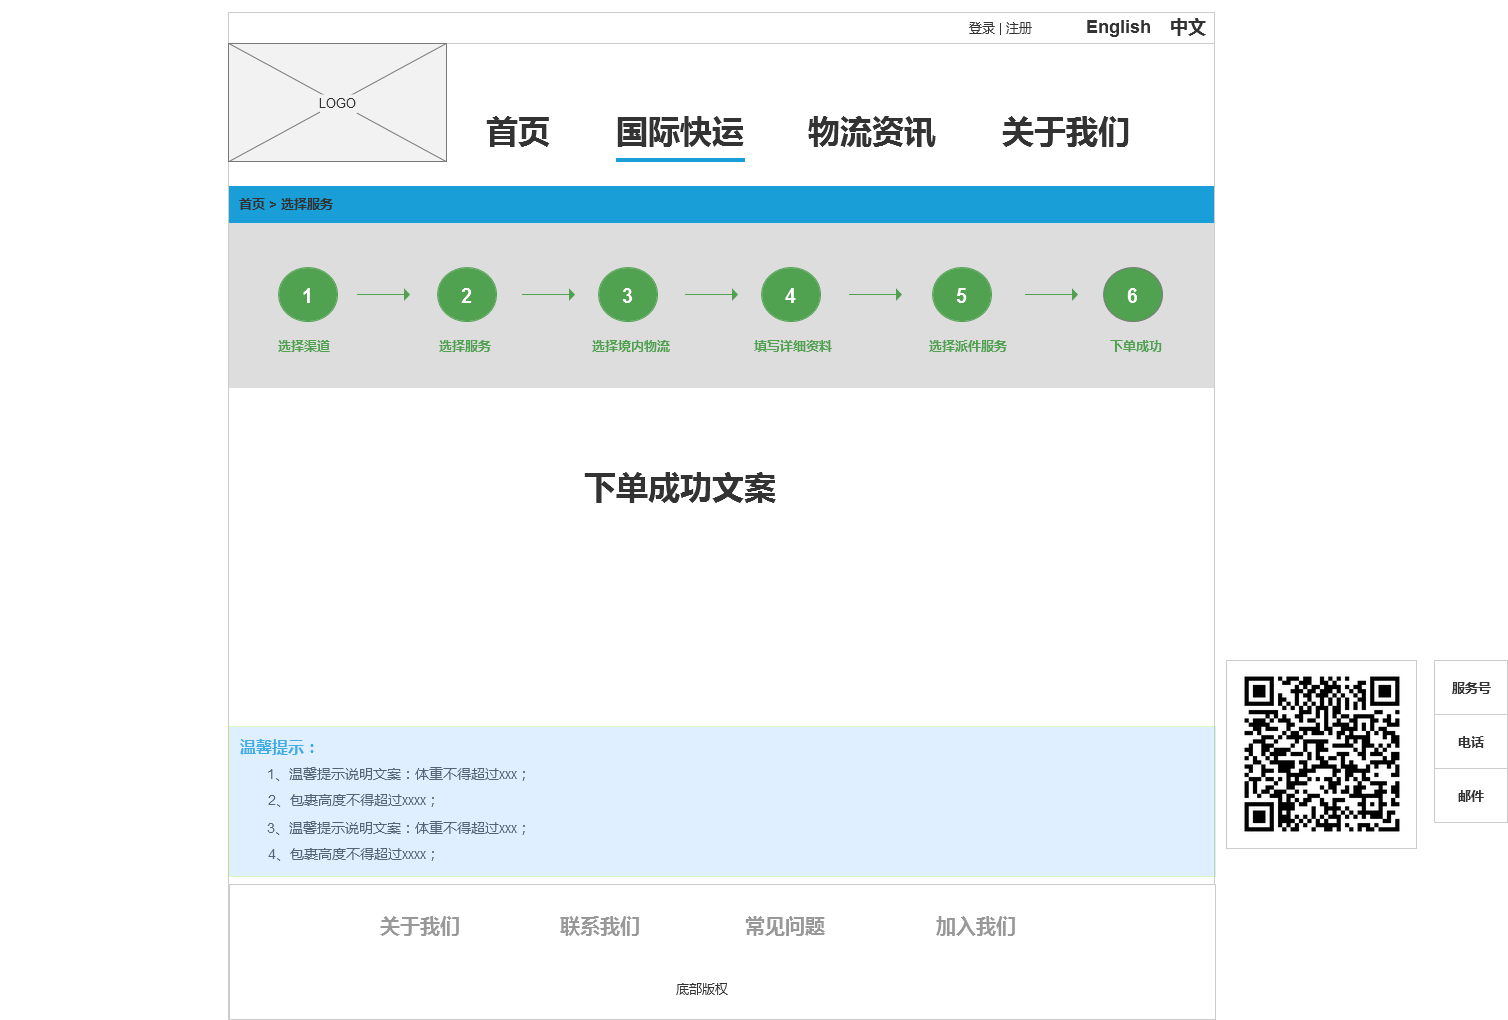 登录 | 注册
English
中文
LOGO
首页
国际快运
物流资讯
关于我们
首页 > 选择服务
1
2
3
4
5
6
选择渠道
选择服务
选择境内物流
填写详细资料
选择派件服务
下单成功
下单成功文案
服务号
电话
邮件
温馨提示：
1、温馨提示说明文案：体重不得超过xxx；
2、包裹高度不得超过xxxx；
3、温馨提示说明文案：体重不得超过xxx；
4、包裹高度不得超过xxxx；
关于我们
联系我们
常见问题
加入我们
底部版权